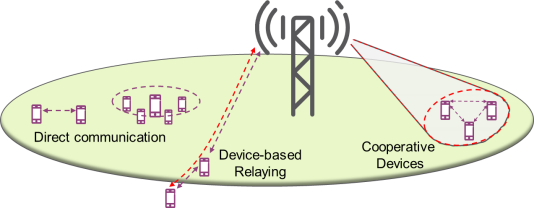 Direct communication
Device-based
Relaying
Cooperative
Devices